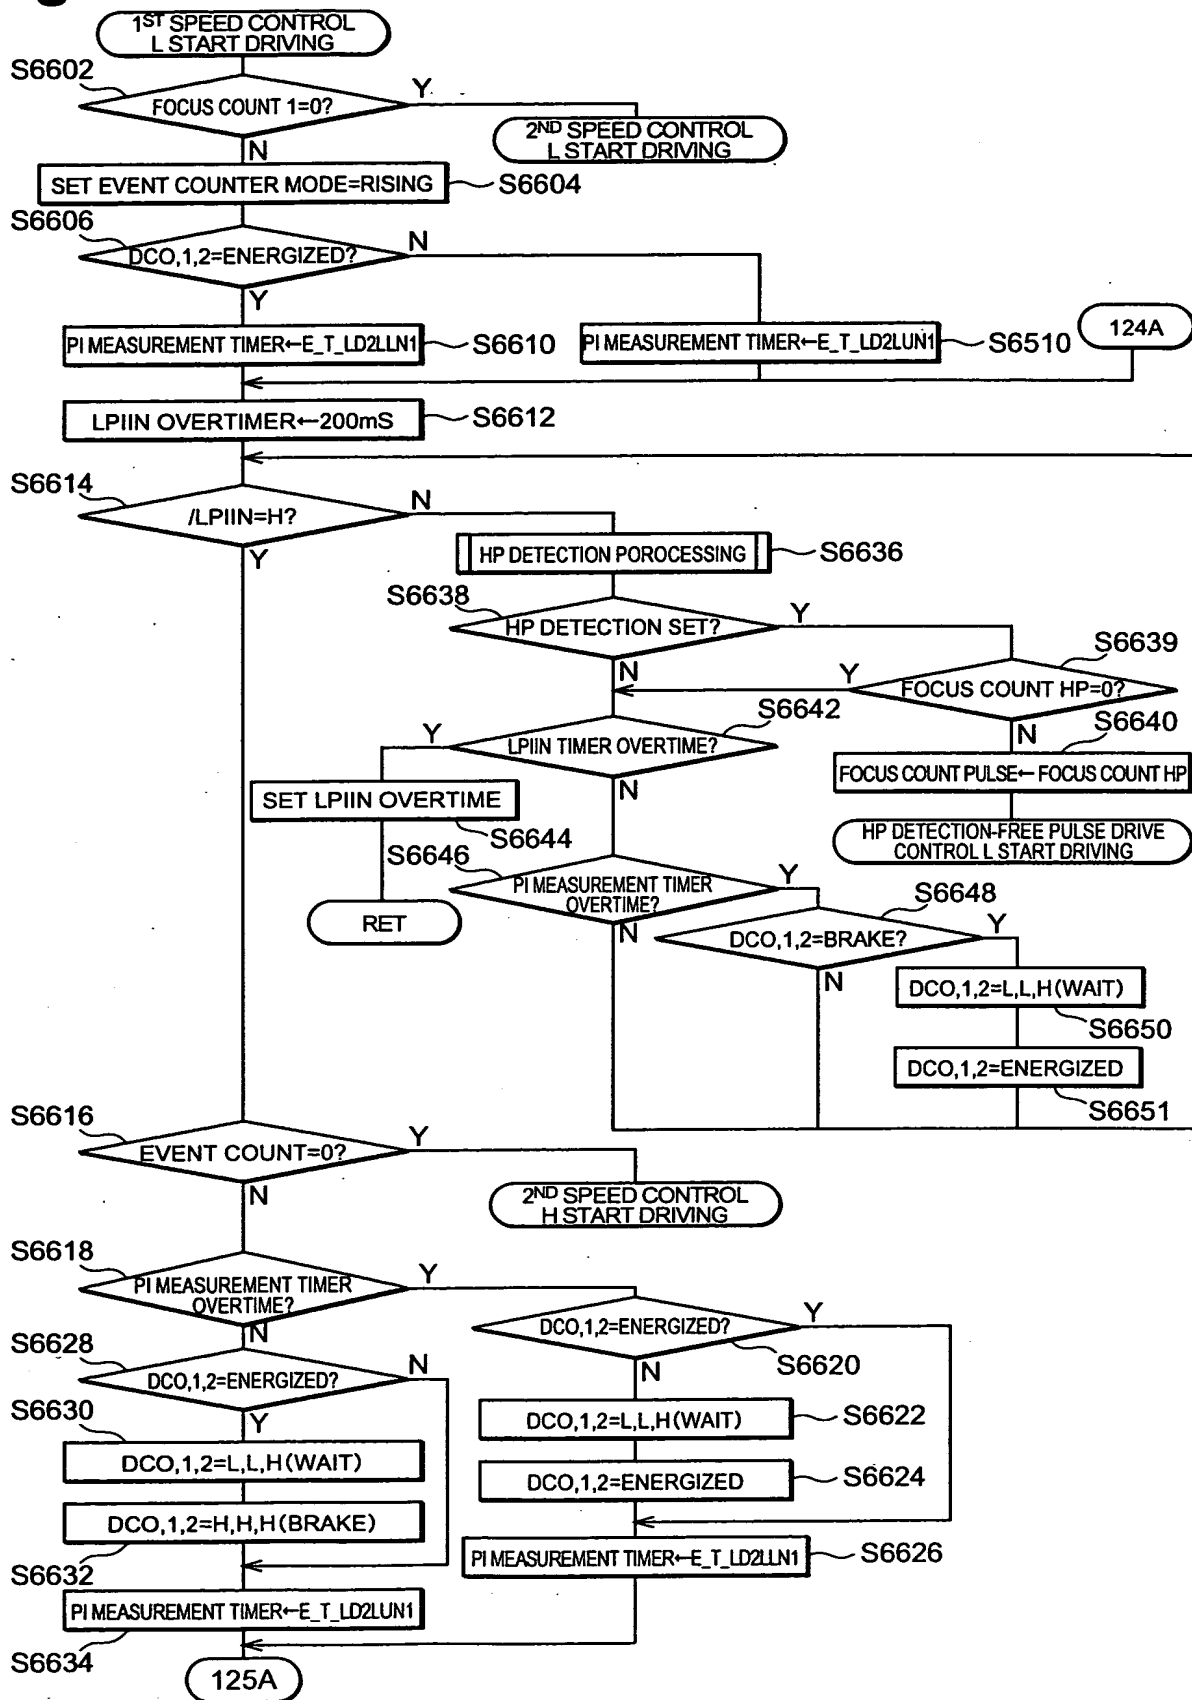 1ST SPEED CONTROL
L START DRIVING
S6602
FOCUS COUNT 1=0?
Y
2ND SPEED CONTROL
L START DRIVING
N
SET EVENT COUNTER MODE=RISING
S6604
S6606
DCO,1,2=ENERGIZED?
N
Y
PI MEASUREMENT TIMER←E_T_LD2LLN1
S6610
PI MEASUREMENT TIMER←E_T_LD2LUN1
S6510
124A
LPIIN OVERTIMER←200mS
S6612
S6614
/LPIIN=H?
N
Y
HP DETECTION POROCESSING
S6636
S6638
HP DETECTION SET?
Y
N
S6639
FOCUS COUNT HP=0?
Y
N
S6640
FOCUS COUNT PULSE←FOCUS COUNT HP
HP DETECTION-FREE PULSE DRIVE
CONTROL L START DRIVING
S6642
LPIIN TIMER OVERTIME?
Y
N
SET LPIIN OVERTIME
S6644
RET
S6646
PI MEASUREMENT TIMER
OVERTIME?
Y
N
S6648
DCO,1,2=BRAKE?
Y
N
DCO,1,2=L,L,H(WAIT)
S6650
DCO,1,2=ENERGIZED
S6651
S6616
EVENT COUNT=0?
Y
N
2ND SPEED CONTROL
H START DRIVING
S6618
PI MEASUREMENT TIMER
OVERTIME?
Y
N
DCO,1,2=ENERGIZED?
Y
S6620
N
S6628
DCO,1,2=ENERGIZED?
N
Y
DCO,1,2=L,L,H(WAIT)
S6622
S6630
DCO,1,2=L,L,H(WAIT)
DCO,1,2=ENERGIZED
S6624
DCO,1,2=H,H,H(BRAKE)
S6632
PI MEASUREMENT TIMER←E_T_LD2LLN1
S6626
PI MEASUREMENT TIMER←E_T_LD2LUN1
S6634
125A